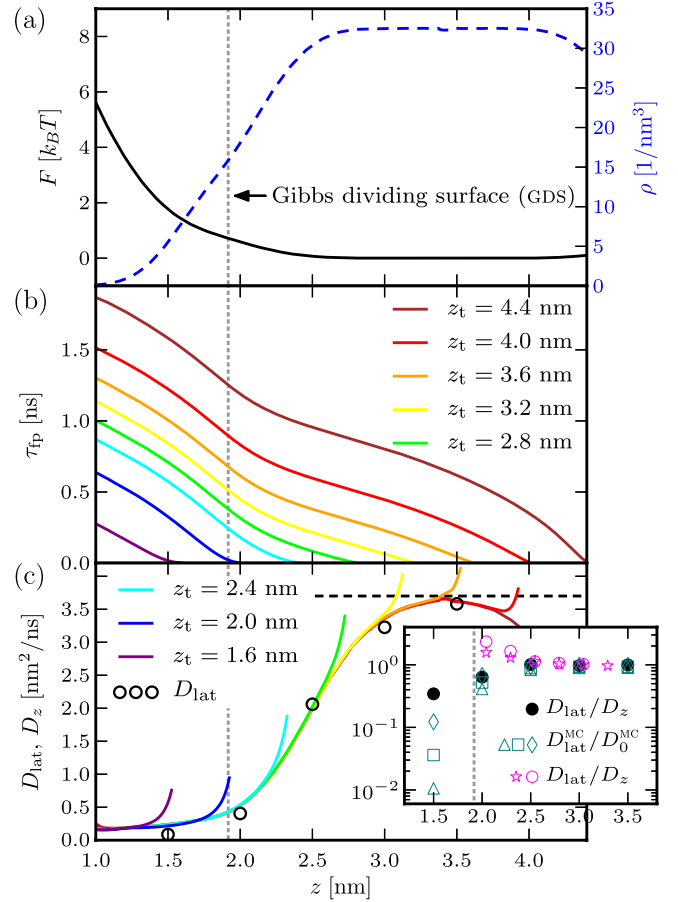 (a)
F [k_BT]
8
6
4
2
0
35
30
25
20
15
10
5
0
ρ [1/nm³]
Gibbs dividing surface (GDS)
(b)
τ_fp [ns]
1.5
1.0
0.5
0.0
z_t = 4.4 nm
z_t = 4.0 nm
z_t = 3.6 nm
z_t = 3.2 nm
z_t = 2.8 nm
(c)
D_lat, D_z [nm²/ns]
3.5
3.0
2.5
2.0
1.5
1.0
0.5
0.0
z_t = 2.4 nm
z_t = 2.0 nm
z_t = 1.6 nm
D_lat
10⁰
10⁻¹
10⁻²
D_lat/D_z
D_lat^MC/D_0^MC
D_lat/D_z
1.5 2.0 2.5 3.0 3.5
1.0 1.5 2.0 2.5 3.0 3.5 4.0
z [nm]